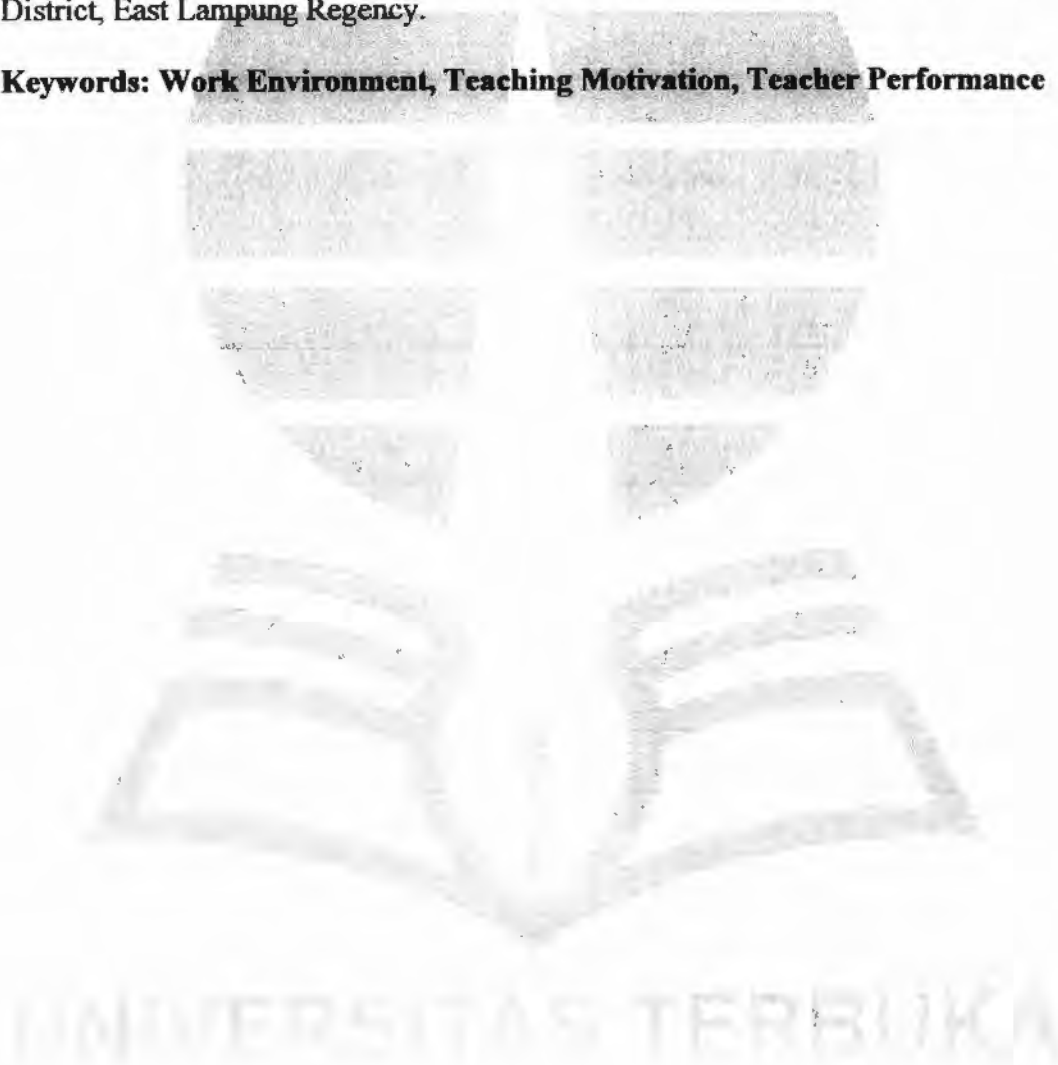 District, East Lampung Regency.
Keywords: Work Environment, Teaching Motivation, Teacher Performance
UNIVERSITAS TERBUKA